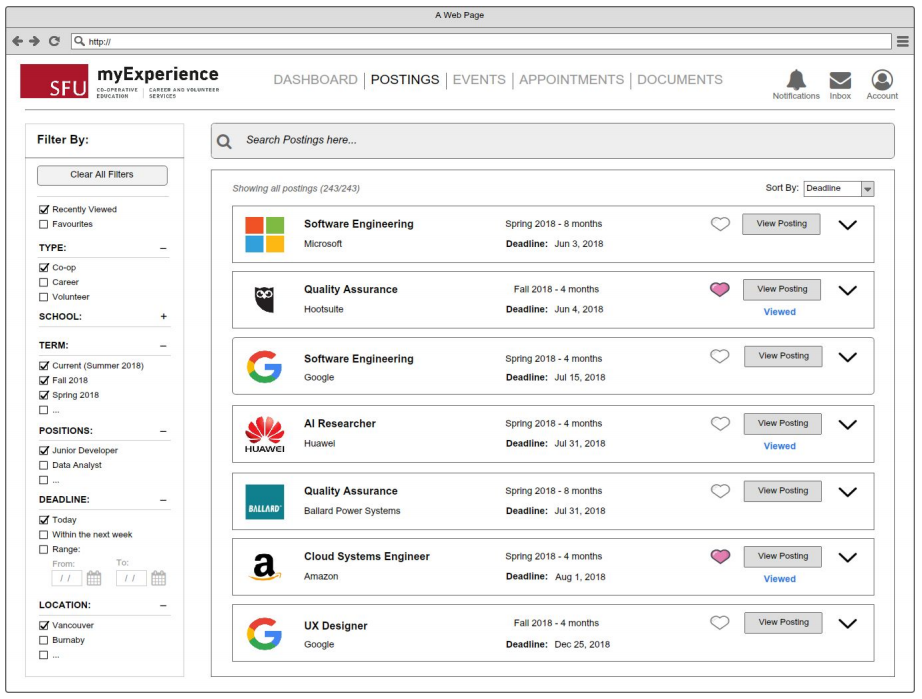 A Web Page
http://
SFU myExperience
CO-OPERATIVE EDUCATION | CAREER AND VOLUNTEER SERVICES
DASHBOARD | POSTINGS | EVENTS | APPOINTMENTS | DOCUMENTS
Notifications Inbox Account
Filter By:
Clear All Filters
Recently Viewed
Favourites
TYPE: –
Co-op
Career
Volunteer
SCHOOL: +
TERM: –
Current (Summer 2018)
Fall 2018
Spring 2018
...
POSITIONS: –
Junior Developer
Data Analyst
...
DEADLINE: –
Today
Within the next week
Range:
From: To:
/ / / /
LOCATION: –
Vancouver
Burnaby
...
Search Postings here...
Showing all postings (243/243)
Sort By: Deadline
Software Engineering Spring 2018 - 8 months View Posting
Microsoft Deadline: Jun 3, 2018
Quality Assurance Fall 2018 - 4 months View Posting
Hootsuite Deadline: Jun 4, 2018 Viewed
Software Engineering Spring 2018 - 4 months View Posting
Google Deadline: Jul 15, 2018
AI Researcher Spring 2018 - 4 months View Posting
HUAWEI Huawei Deadline: Jul 31, 2018 Viewed
Quality Assurance Spring 2018 - 8 months View Posting
BALLARD Ballard Power Systems Deadline: Jul 31, 2018
Cloud Systems Engineer Spring 2018 - 4 months View Posting
a Amazon Deadline: Aug 1, 2018 Viewed
UX Designer Fall 2018 - 4 months View Posting
Google Deadline: Dec 25, 2018